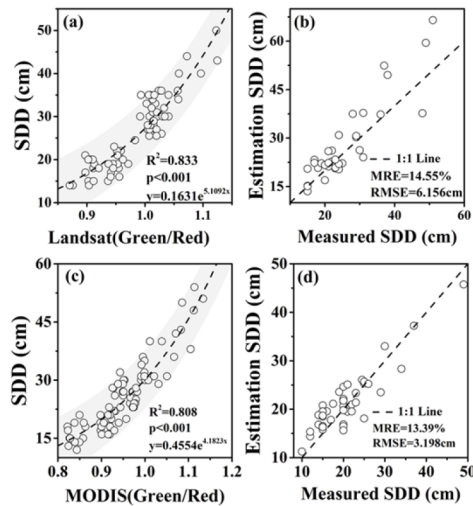 (a)
SDD (cm)
60
50
40
30
20
10
R²=0.833
p<0.001
y=0.1631e^5.1092x
0.9 1.0 1.1
Landsat(Green/Red)
(b)
Estimation SDD (cm)
70
60
50
40
30
20
10
1:1 Line
MRE=14.55%
RMSE=6.156cm
20 40 60
Measured SDD (cm)
(c)
SDD (cm)
60
45
30
15
R²=0.808
p<0.001
y=0.4554e^4.1823x
0.8 0.9 1.0 1.1 1.2
MODIS(Green/Red)
(d)
Estimation SDD (cm)
50
40
30
20
10
1:1 Line
MRE=13.39%
RMSE=3.198cm
10 20 30 40 50
Measured SDD (cm)